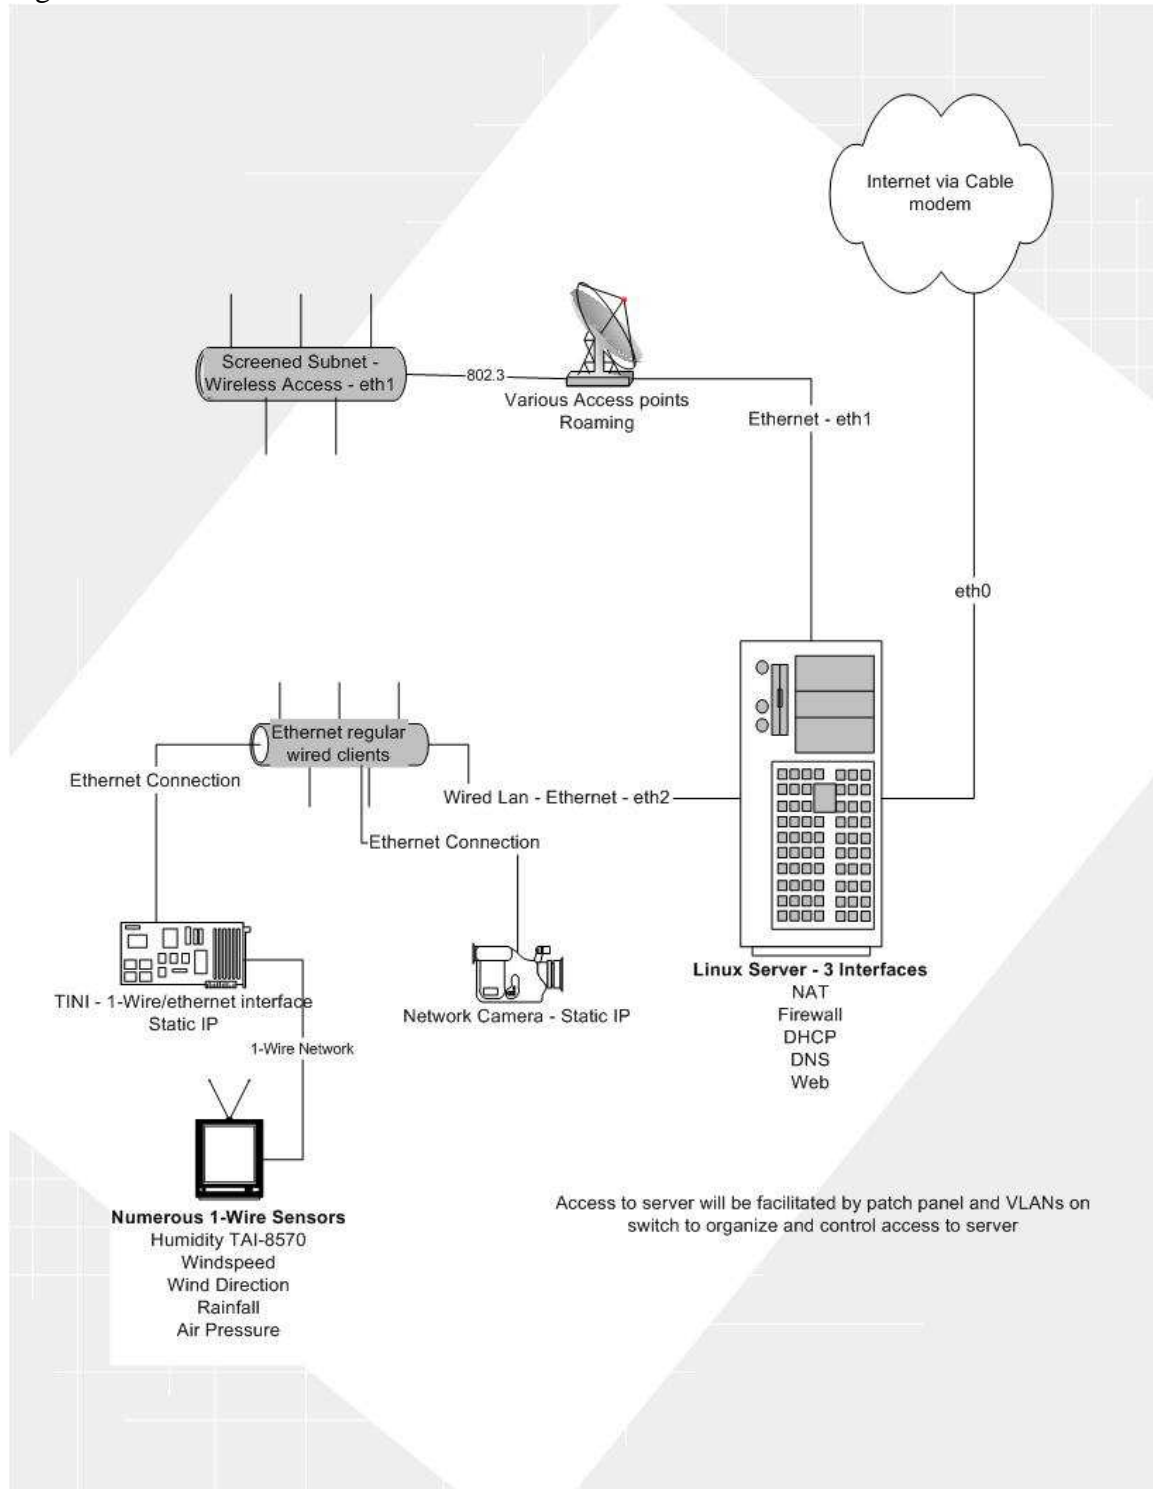 Internet via Cable
modem
Screened Subnet -
Wireless Access - eth1
802.3
Various Access points
Roaming
Ethernet - eth1
eth0
Ethernet regular
wired clients
Ethernet Connection
Wired Lan - Ethernet - eth2
Ethernet Connection
Linux Server - 3 Interfaces
NAT
Firewall
DHCP
DNS
Web
TINI - 1-Wire/ethernet interface
Static IP
Network Camera - Static IP
1-Wire Network
Numerous 1-Wire Sensors
Humidity TAI-8570
Windspeed
Wind Direction
Rainfall
Air Pressure
Access to server will be facilitated by patch panel and VLANs on
switch to organize and control access to server